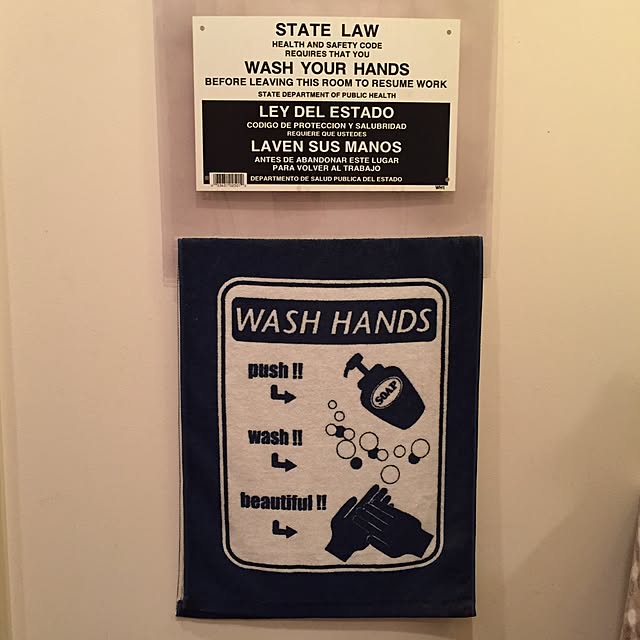 STATE LAW
HEALTH AND SAFETY CODE
REQUIRES THAT YOU
WASH YOUR HANDS
BEFORE LEAVING THIS ROOM TO RESUME WORK
STATE DEPARTMENT OF PUBLIC HEALTH
LEY DEL ESTADO
CODIGO DE PROTECCION Y SALUBRIDAD
REQUIERE QUE USTEDES
LAVEN SUS MANOS
ANTES DE ABANDONAR ESTE LUGAR
PARA VOLVER AL TRABAJO
DEPARTMENTO DE SALUD PUBLICA DEL ESTADO
WASH HANDS
push !!
SOAP
wash !!
beautiful !!